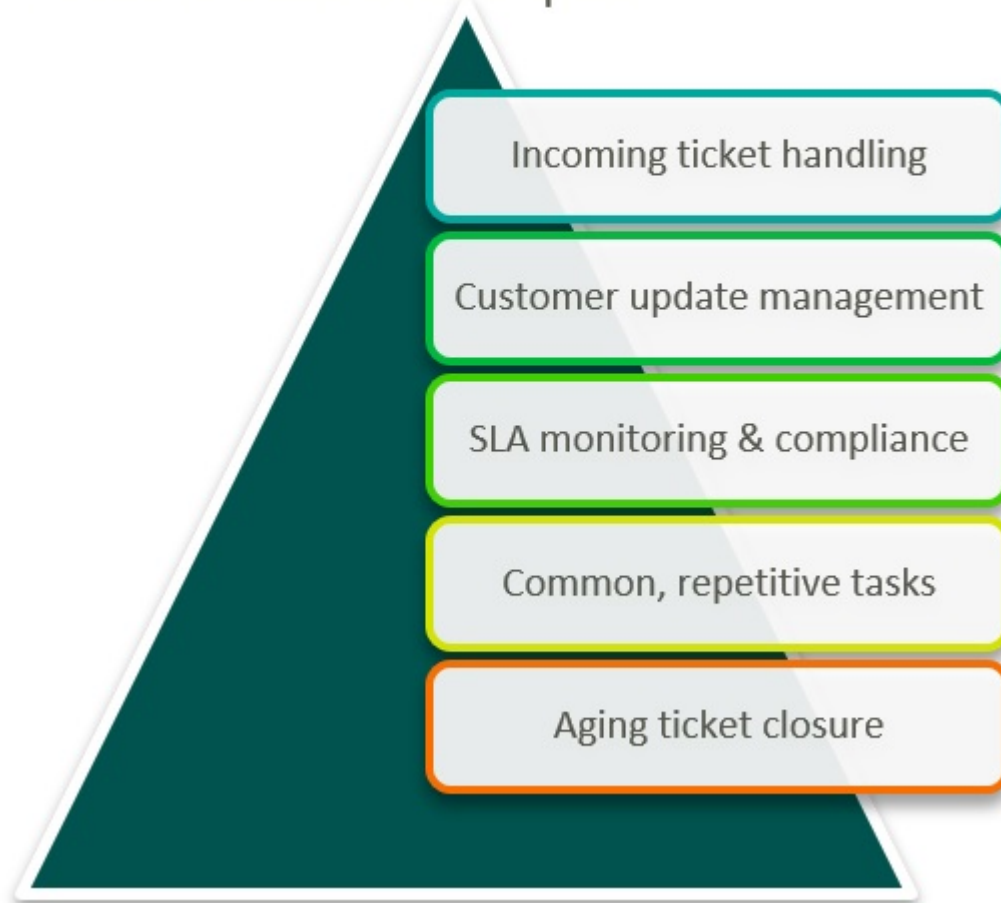 Incoming ticket handling
Customer update management
SLA monitoring & compliance
Common, repetitive tasks
Aging ticket closure